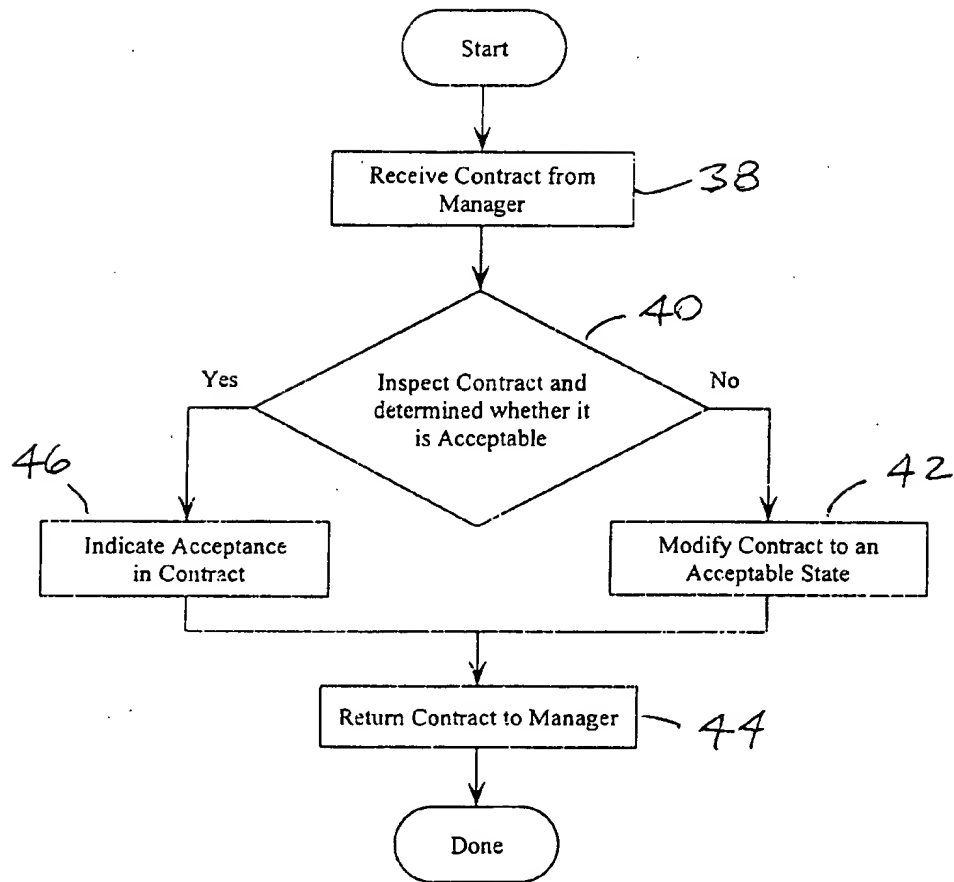 Start
Receive Contract from
Manager
38
40
Yes
Inspect Contract and
determined whether it
is Acceptable
No
46
42
Indicate Acceptance
in Contract
Modify Contract to an
Acceptable State
Return Contract to Manager
44
Done